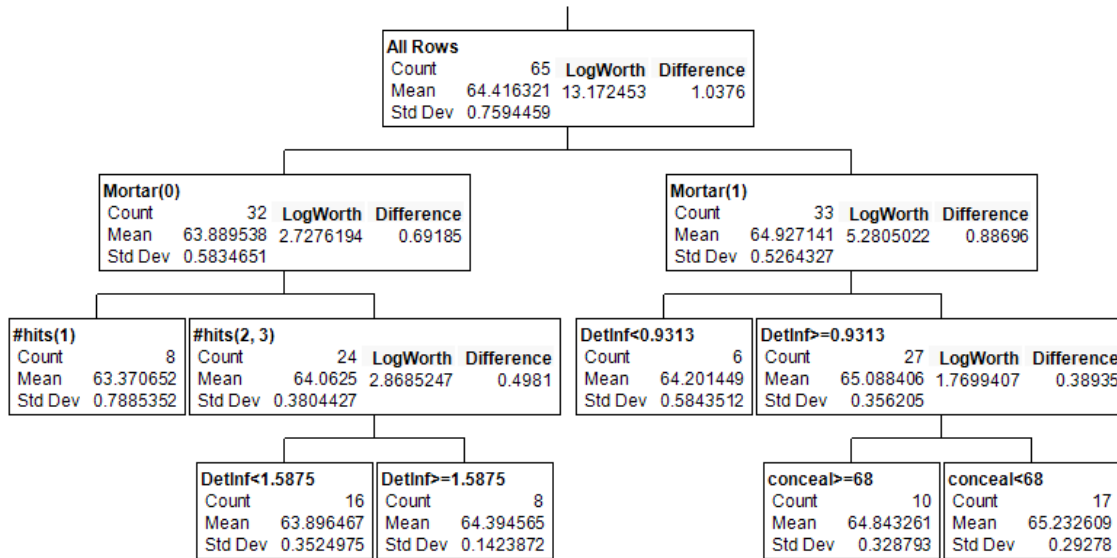 All Rows
Count 65 LogWorth Difference
Mean 64.416321 13.172453 1.0376
Std Dev 0.7594459
Mortar(0)
Count 32 LogWorth Difference
Mean 63.889538 2.7276194 0.69185
Std Dev 0.5834651
Mortar(1)
Count 33 LogWorth Difference
Mean 64.927141 5.2805022 0.88696
Std Dev 0.5264327
#hits(1)
Count 8
Mean 63.370652
Std Dev 0.7885352
#hits(2, 3)
Count 24 LogWorth Difference
Mean 64.0625 2.8685247 0.4981
Std Dev 0.3804427
DetInf<0.9313
Count 6
Mean 64.201449
Std Dev 0.5843512
DetInf>=0.9313
Count 27 LogWorth Difference
Mean 65.088406 1.7699407 0.38935
Std Dev 0.356205
DetInf<1.5875
Count 16
Mean 63.896467
Std Dev 0.3524975
DetInf>=1.5875
Count 8
Mean 64.394565
Std Dev 0.1423872
conceal>=68
Count 10
Mean 64.843261
Std Dev 0.328793
conceal<68
Count 17
Mean 65.232609
Std Dev 0.29278